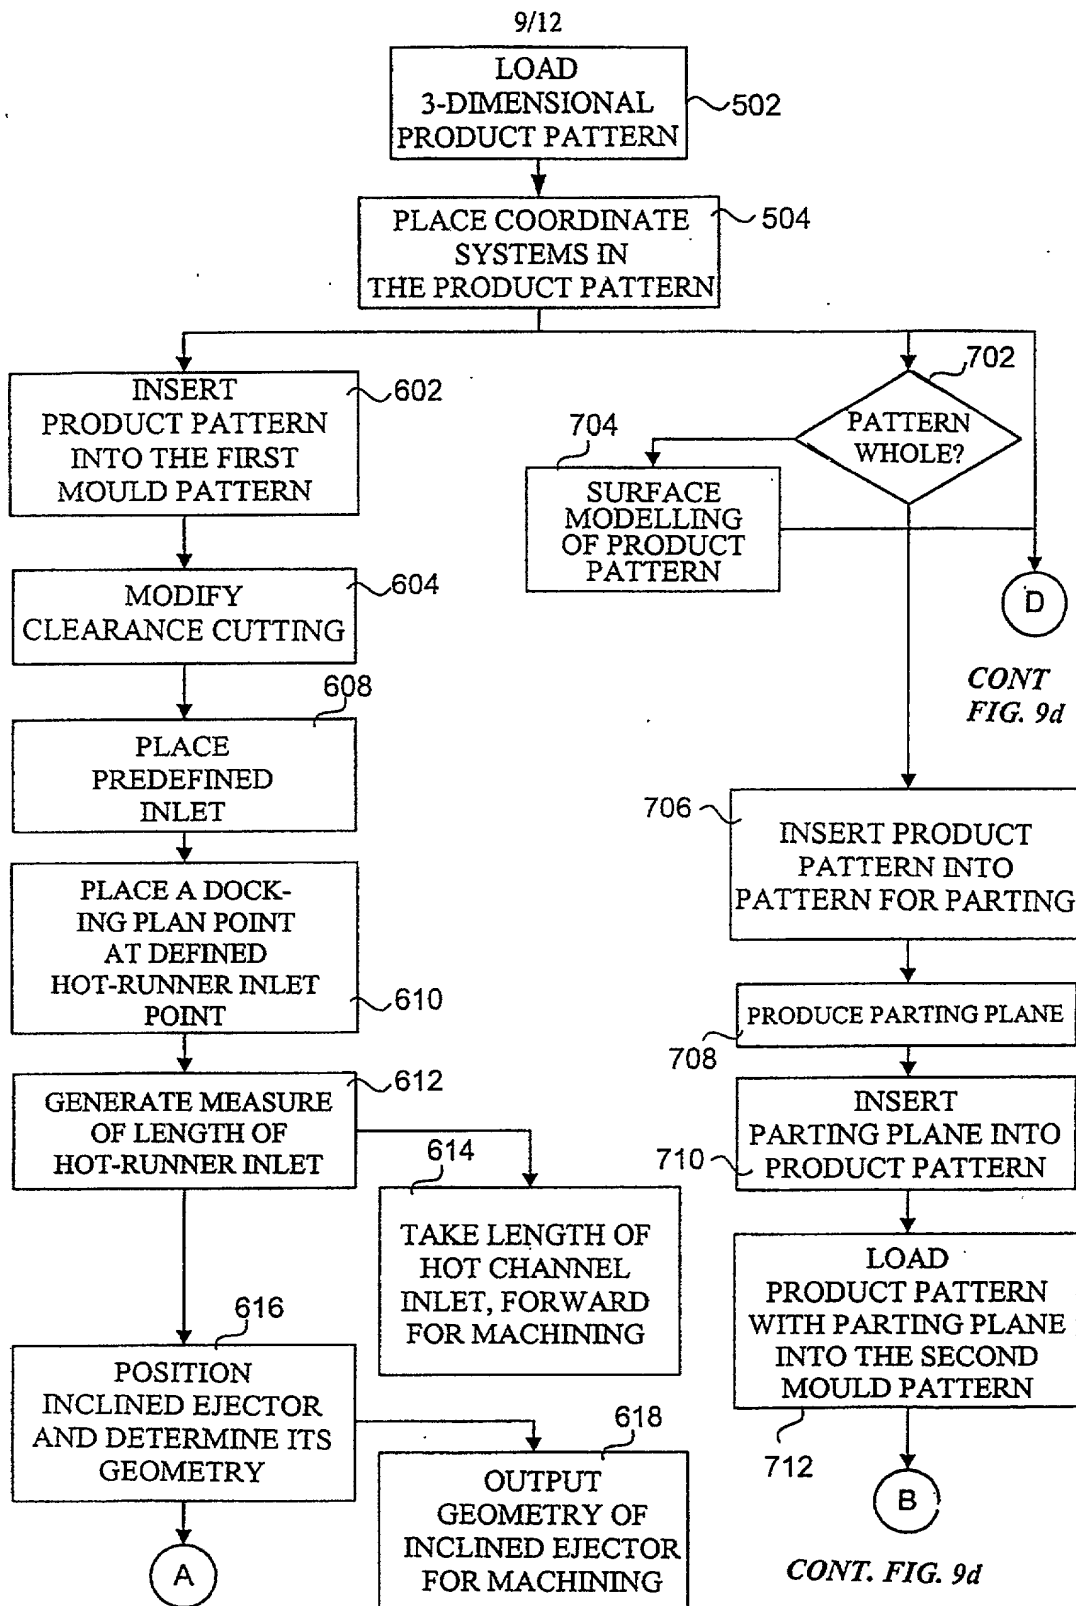 9/12
LOAD
3-DIMENSIONAL
PRODUCT PATTERN
502
PLACE COORDINATE
SYSTEMS IN
THE PRODUCT PATTERN
504
INSERT
PRODUCT PATTERN
INTO THE FIRST
MOULD PATTERN
602
MODIFY
CLEARANCE CUTTING
604
608
PLACE
PREDEFINED
INLET
PLACE A DOCK-
ING PLAN POINT
AT DEFINED
HOT-RUNNER INLET
POINT
610
GENERATE MEASURE
OF LENGTH OF
HOT-RUNNER INLET
612
614
TAKE LENGTH OF
HOT CHANNEL
INLET, FORWARD
FOR MACHINING
616
POSITION
INCLINED EJECTOR
AND DETERMINE ITS
GEOMETRY
618
OUTPUT
GEOMETRY OF
INCLINED EJECTOR
FOR MACHINING
A
702
PATTERN
WHOLE?
704
SURFACE
MODELLING
OF PRODUCT
PATTERN
D
CONT
FIG. 9d
706
INSERT PRODUCT
PATTERN INTO
PATTERN FOR PARTING
PRODUCE PARTING PLANE
708
INSERT
PARTING PLANE INTO
PRODUCT PATTERN
710
LOAD
PRODUCT PATTERN
WITH PARTING PLANE
INTO THE SECOND
MOULD PATTERN
712
B
CONT. FIG. 9d